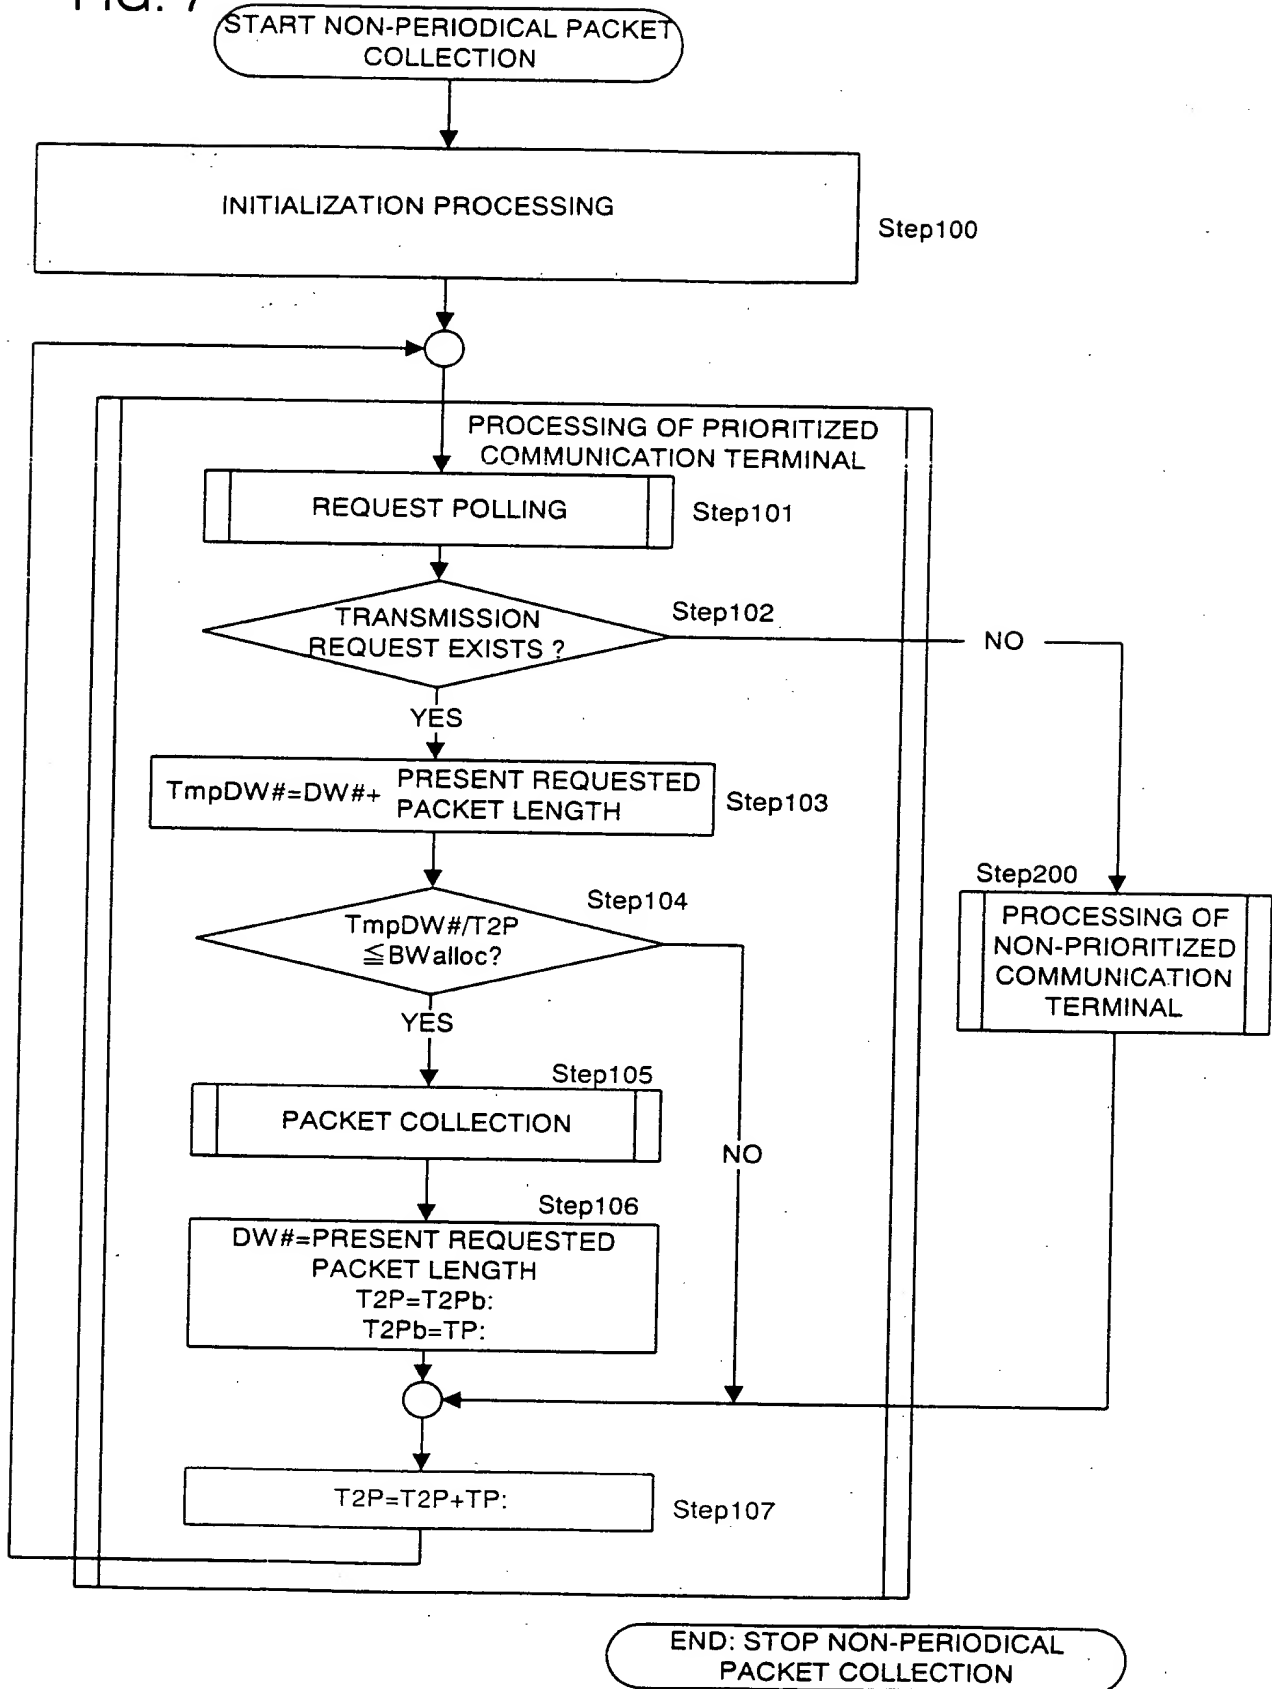 FIG. 7
START NON-PERIODICAL PACKET
COLLECTION
INITIALIZATION PROCESSING
Step100
PROCESSING OF PRIORITIZED
COMMUNICATION TERMINAL
REQUEST POLLING
Step101
TRANSMISSION
REQUEST EXISTS ?
Step102
NO
YES
TmpDW#=DW#+
PRESENT REQUESTED
PACKET LENGTH
Step103
Step104
TmpDW#/T2P
≦BWalloc?
Step200
PROCESSING OF
NON-PRIORITIZED
COMMUNICATION
TERMINAL
YES
Step105
PACKET COLLECTION
NO
Step106
DW#=PRESENT REQUESTED
PACKET LENGTH
T2P=T2Pb:
T2Pb=TP:
T2P=T2P+TP:
Step107
END: STOP NON-PERIODICAL
PACKET COLLECTION